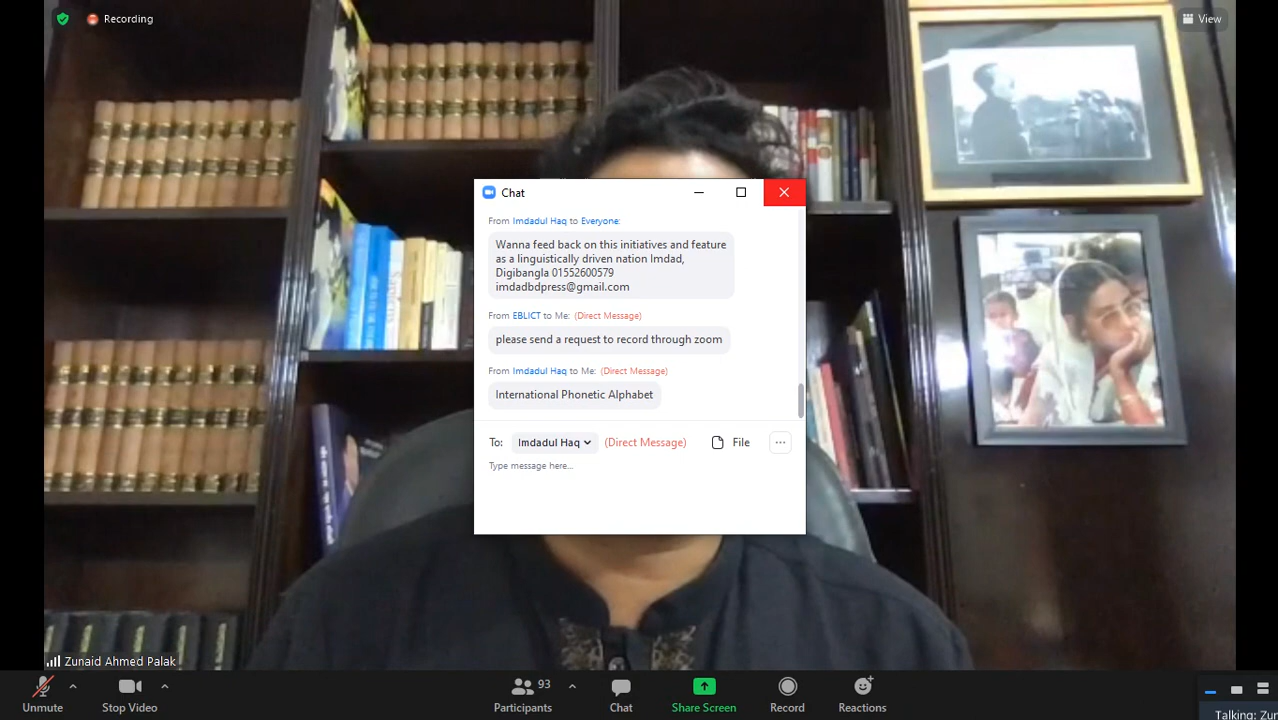 Recording
View
Chat
From Imdadul Haq to Everyone:
Wanna feed back on this initiatives and feature
as a linguistically driven nation Imdad,
Digibangla 01552600579
imdadbdpress@gmail.com
From EBLICT to Me: (Direct Message)
please send a request to record through zoom
From Imdadul Haq to Me: (Direct Message)
International Phonetic Alphabet
To: Imdadul Haq (Direct Message) File
Type message here...
Zunaid Ahmed Palak
93
Unmute Stop Video Participants Chat Share Screen Record Reactions
Talking: Zun